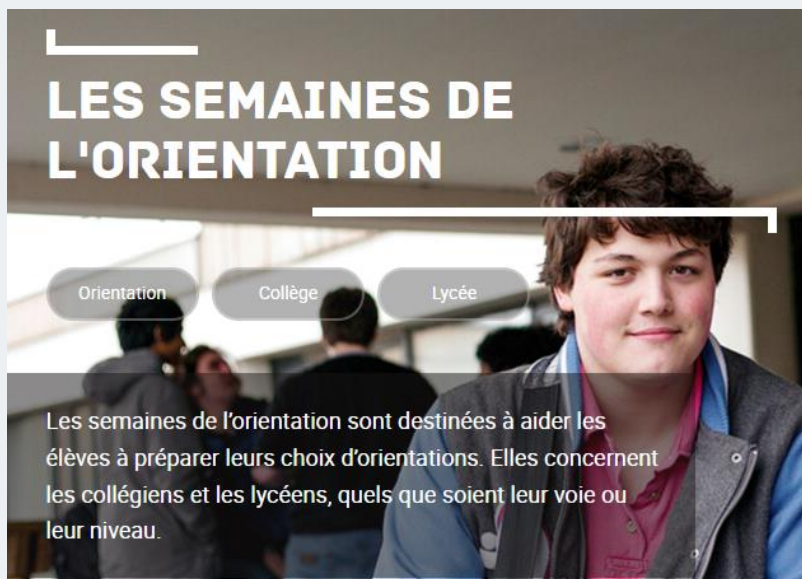 LES SEMAINES DE
L'ORIENTATION
Orientation Collège Lycée
Les semaines de l'orientation sont destinées à aider les
élèves à préparer leurs choix d'orientations. Elles concernent
les collégiens et les lycéens, quels que soient leur voie ou
leur niveau.